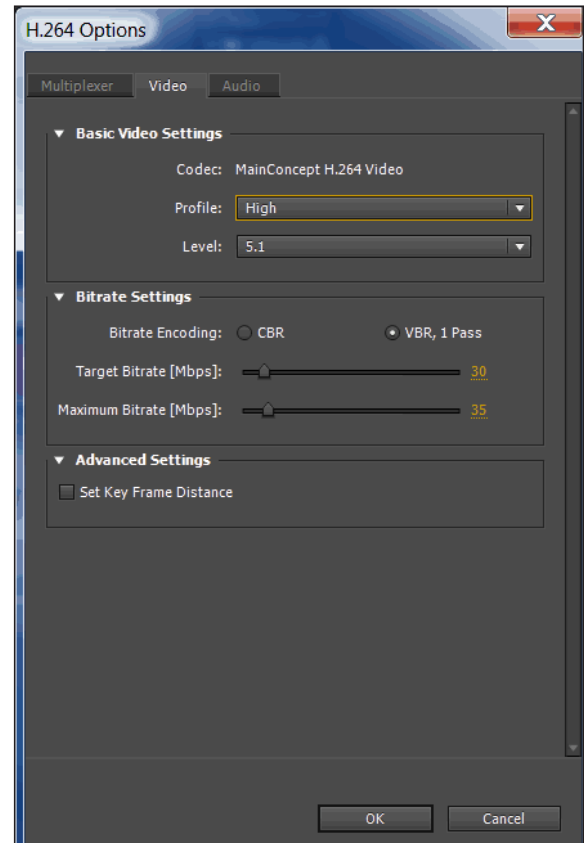 H.264 Options
Multiplexer Video Audio
Basic Video Settings
Codec: MainConcept H.264 Video
Profile: High
Level: 5.1
Bitrate Settings
Bitrate Encoding: CBR VBR, 1 Pass
Target Bitrate [Mbps]: 30
Maximum Bitrate [Mbps]: 35
Advanced Settings
Set Key Frame Distance
OK Cancel